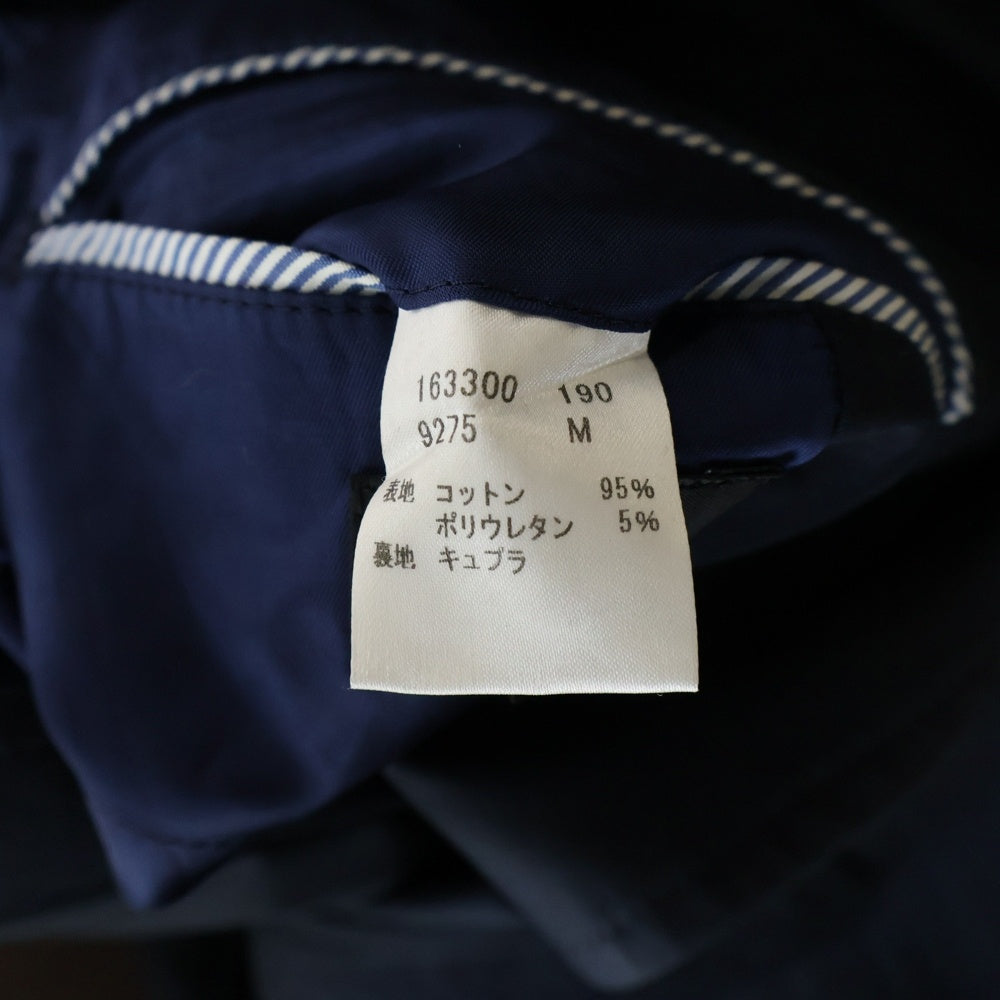 163300 190
9275 M
表地 コットン 95%
ポリウレタン 5%
裏地 キュプラ